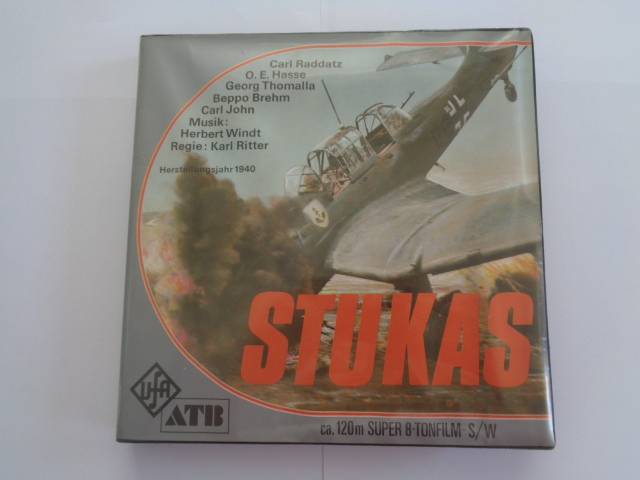 Carl Raddatz
O. E. Hasse
Georg Thomalla
Beppo Brehm
Carl John
Musik:
Herbert Windt
Regie: Karl Ritter
Herstellungsjahr 1940
STUKAS
UFA
ATB
ca. 120m SUPER 8-TONFILM-S/W